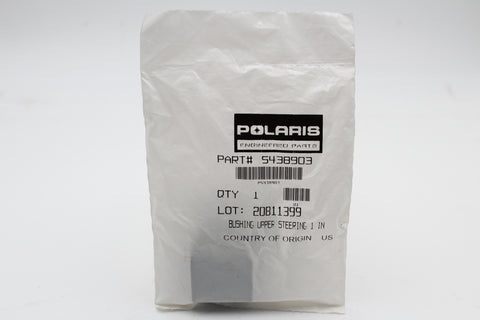 POLARIS
ENGINEERED PARTS
PART# 5438903
QTY 1
LOT: 20811399
BUSHING UPPER STEERING 1 IN
COUNTRY OF ORIGIN US